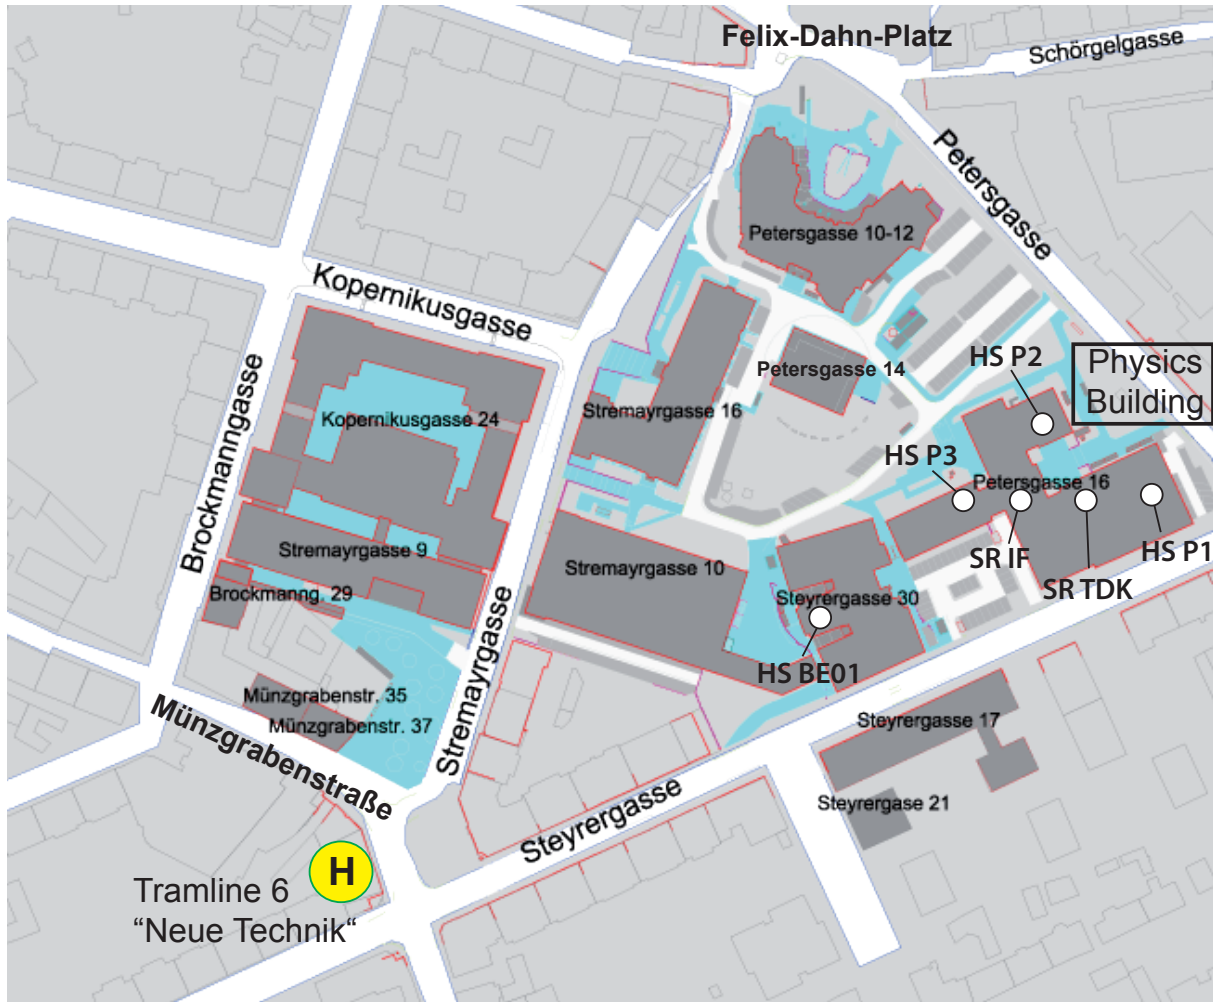 Felix-Dahn-Platz
Schörgelgasse
Petersgasse
Petersgasse 10-12
Kopernikusgasse
HS P2
Physics
Building
Petersgasse 14
Brockmanngasse
Kopernikusgasse 24
Stremayrgasse 16
HS P3
Petersgasse 16
Stremayrgasse 9
Stremayrgasse 10
SR IF
HS P1
SR TDK
Brockmanng. 29
Steyrergasse 30
HS BE01
Stremayrgasse
Münzgrabenstr. 35
Münzgrabenstr. 37
Münzgrabenstraße
Steyrergasse 17
Steyrergase 21
Steyrergasse
H
Tramline 6
“Neue Technik“